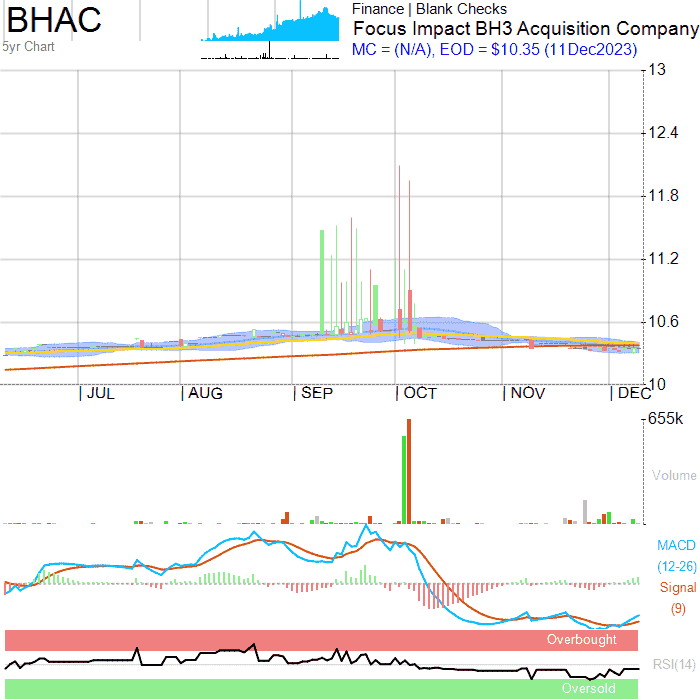 BHAC
5yr Chart
Finance | Blank Checks
Focus Impact BH3 Acquisition Company
MC = (N/A), EOD = $10.35 (11Dec2023)
13
12.4
11.8
11.2
10.6
10
JUL AUG SEP OCT NOV DEC
655k
Volume
MACD
(12-26)
Signal
(9)
Overbought
RSI(14)
Oversold